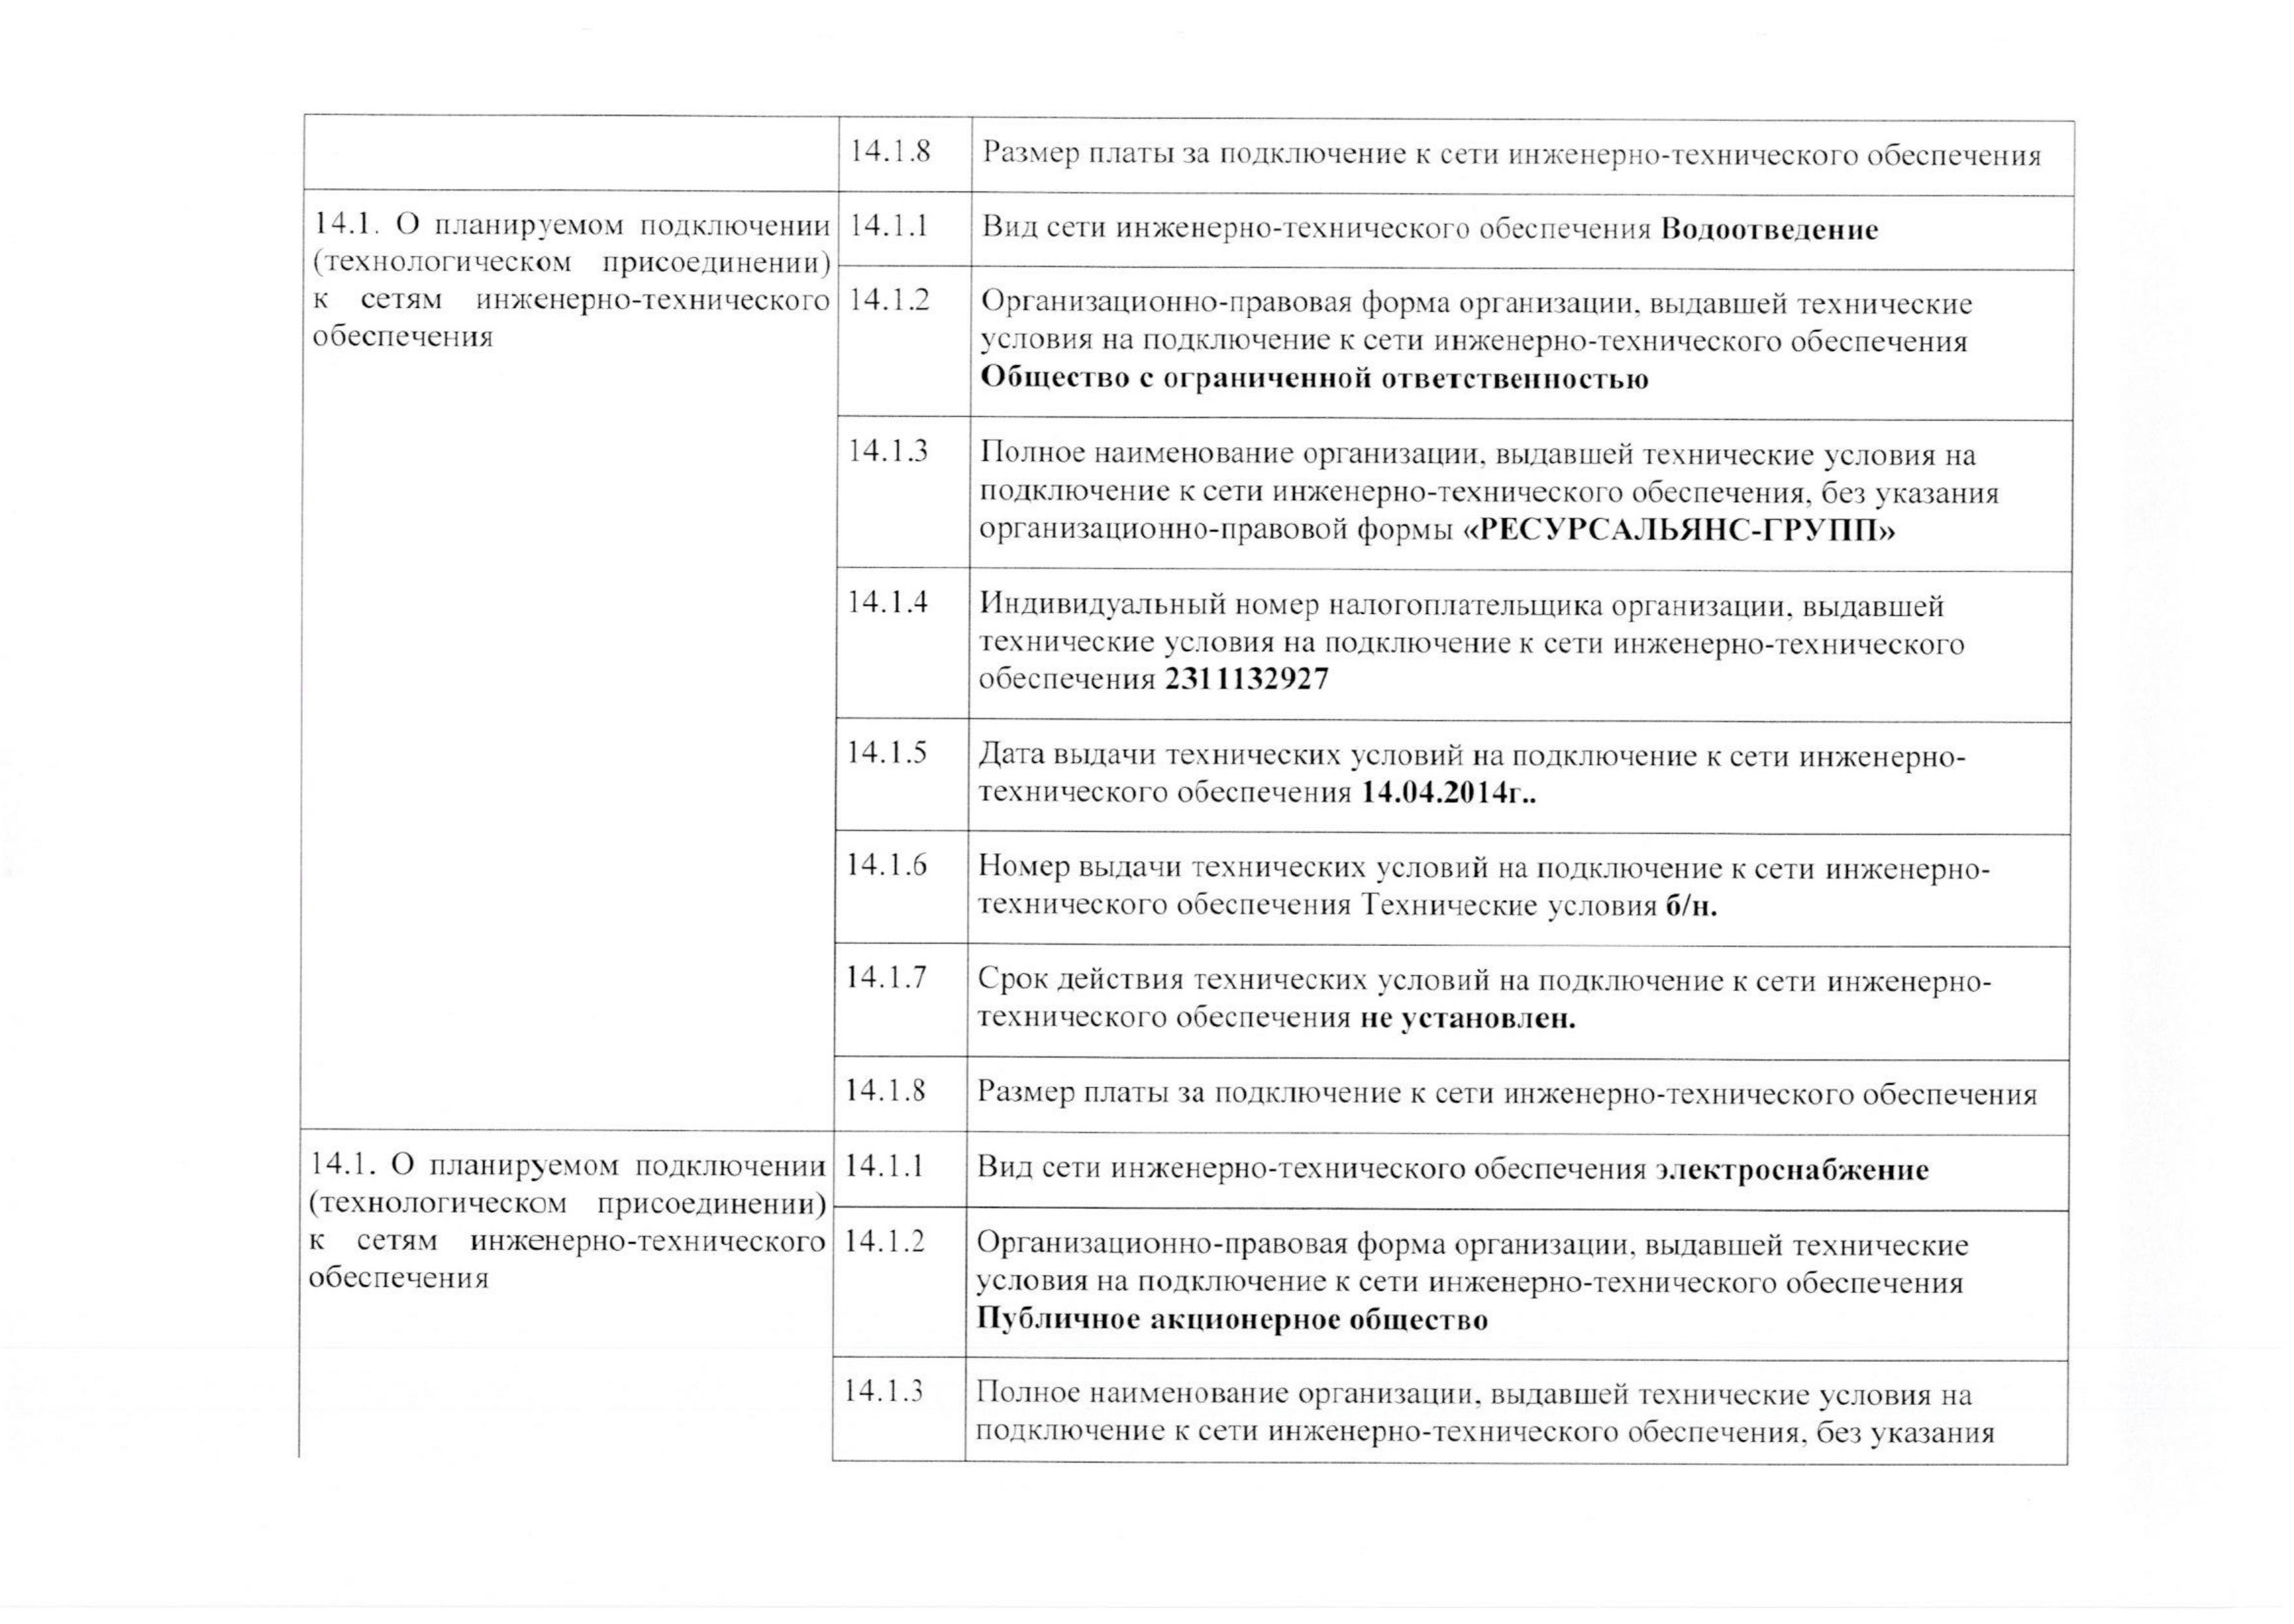 14.1.8 Размер платы за подключение к сети инженерно-технического обеспечения
14.1. О планируемом подключении
(технологическом присоединении)
к сетям инженерно-технического
обеспечения
14.1.1 Вид сети инженерно-технического обеспечения Водоотведение
14.1.2 Организационно-правовая форма организации, выдавшей технические
условия на подключение к сети инженерно-технического обеспечения
Общество с ограниченной ответственностью
14.1.3 Полное наименование организации, выдавшей технические условия на
подключение к сети инженерно-технического обеспечения, без указания
организационно-правовой формы «РЕСУРСАЛЬЯНС-ГРУПП»
14.1.4 Индивидуальный номер налогоплательщика организации, выдавшей
технические условия на подключение к сети инженерно-технического
обеспечения 2311132927
14.1.5 Дата выдачи технических условий на подключение к сети инженерно-
технического обеспечения 14.04.2014г..
14.1.6 Номер выдачи технических условий на подключение к сети инженерно-
технического обеспечения Технические условия б/н.
14.1.7 Срок действия технических условий на подключение к сети инженерно-
технического обеспечения не установлен.
14.1.8 Размер платы за подключение к сети инженерно-технического обеспечения
14.1. О планируемом подключении
(технологическом присоединении)
к сетям инженерно-технического
обеспечения
14.1.1 Вид сети инженерно-технического обеспечения электроснабжение
14.1.2 Организационно-правовая форма организации, выдавшей технические
условия на подключение к сети инженерно-технического обеспечения
Публичное акционерное общество
14.1.3 Полное наименование организации, выдавшей технические условия на
подключение к сети инженерно-технического обеспечения, без указания